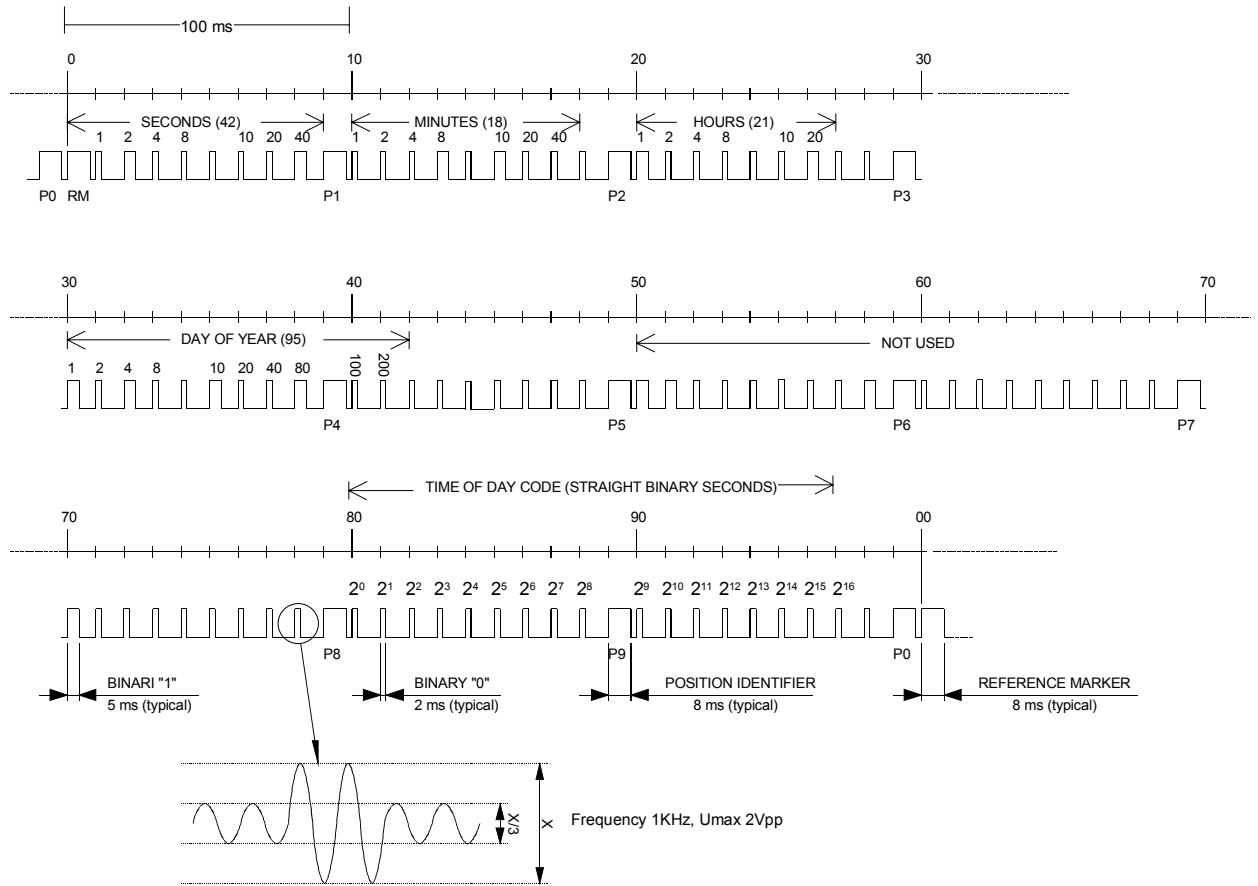 100 ms
0 10 20 30
SECONDS (42) MINUTES (18) HOURS (21)
1 2 4 8 10 20 40 1 2 4 8 10 20 40 1 2 4 8 10 20
P0 RM P1 P2 P3
30 40 50 60 70
DAY OF YEAR (95) NOT USED
1 2 4 8 10 20 40 80 100 200
P4 P5 P6 P7
TIME OF DAY CODE (STRAIGHT BINARY SECONDS)
70 80 90 00
2⁰ 2¹ 2² 2³ 2⁴ 2⁵ 2⁶ 2⁷ 2⁸ 2⁹ 2¹⁰ 2¹¹ 2¹² 2¹³ 2¹⁴ 2¹⁵ 2¹⁶
P8 P9 P0
BINARI "1" BINARY "0" POSITION IDENTIFIER REFERENCE MARKER
5 ms (typical) 2 ms (typical) 8 ms (typical) 8 ms (typical)
X/3 X Frequency 1KHz, Umax 2Vpp